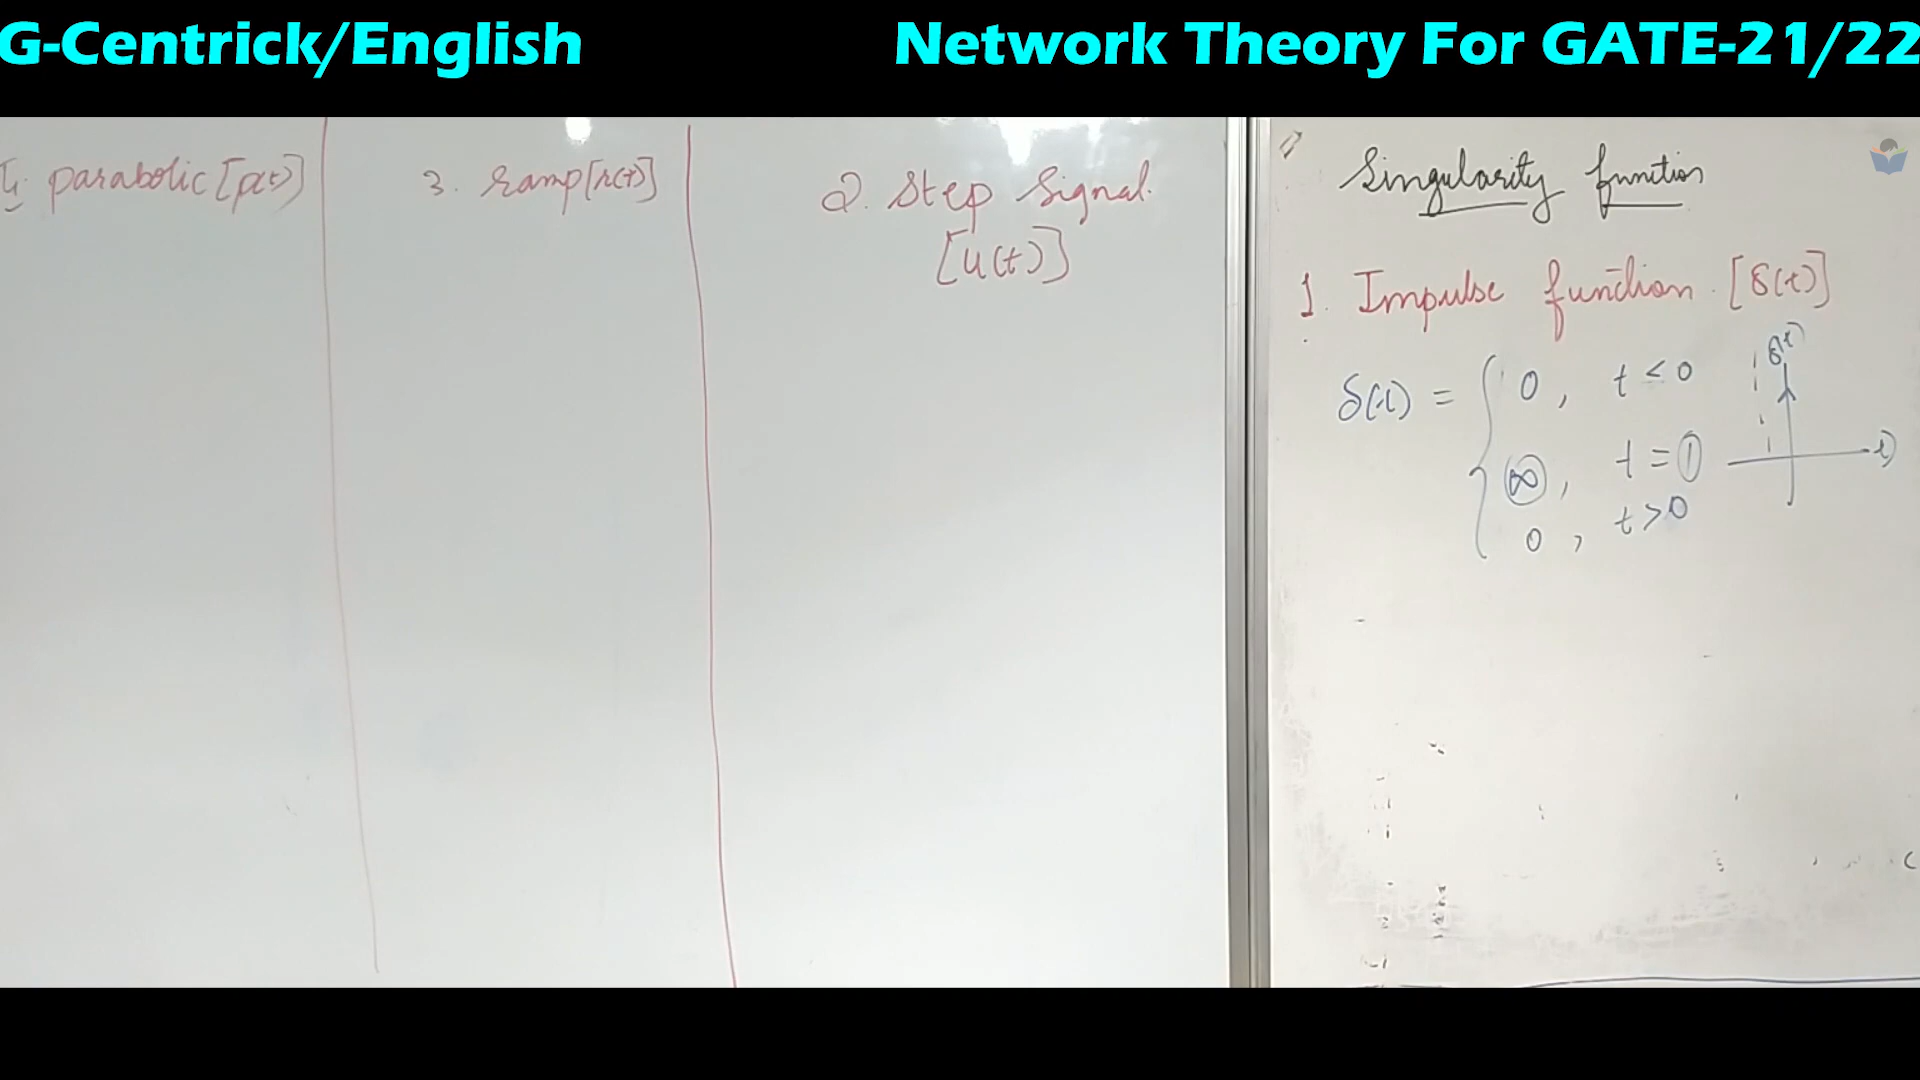 G-Centrick/English
Network Theory For GATE-21/22
4. parabolic [p(t)]
3. ramp [r(t)]
2. Step Signal
[u(t)]
Singularity function
1. Impulse function [δ(t)]
δ(t) = { 0, t < 0
∞, t = 0
0, t > 0
δ(t)
t